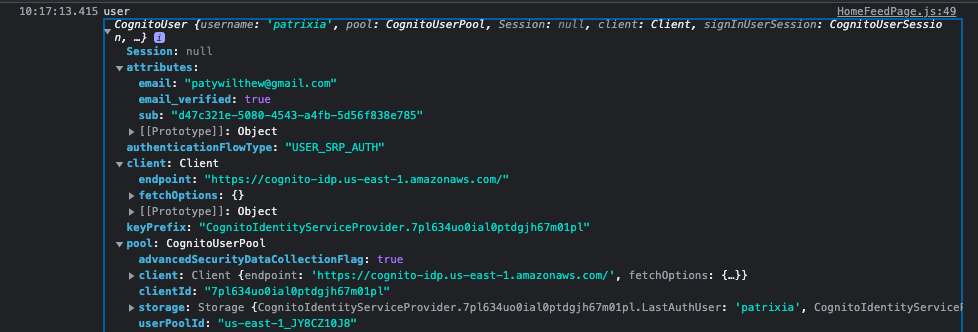 10:17:13.415 user HomeFeedPage.js:49
CognitoUser {username: 'patrixia', pool: CognitoUserPool, Session: null, client: Client, signInUserSession: CognitoUserSessio
n, …} i
Session: null
attributes:
email: "patywilthew@gmail.com"
email_verified: true
sub: "d47c321e-5080-4543-a4fb-5d56f838e785"
[[Prototype]]: Object
authenticationFlowType: "USER_SRP_AUTH"
client: Client
endpoint: "https://cognito-idp.us-east-1.amazonaws.com/"
fetchOptions: {}
[[Prototype]]: Object
keyPrefix: "CognitoIdentityServiceProvider.7pl634uo0ial0ptdgjh67m01pl"
pool: CognitoUserPool
advancedSecurityDataCollectionFlag: true
client: Client {endpoint: 'https://cognito-idp.us-east-1.amazonaws.com/', fetchOptions: {…}}
clientId: "7pl634uo0ial0ptdgjh67m01pl"
storage: Storage {CognitoIdentityServiceProvider.7pl634uo0ial0ptdgjh67m01pl.LastAuthUser: 'patrixia', CognitoIdentityServiceP
userPoolId: "us-east-1_JY8CZ10J8"